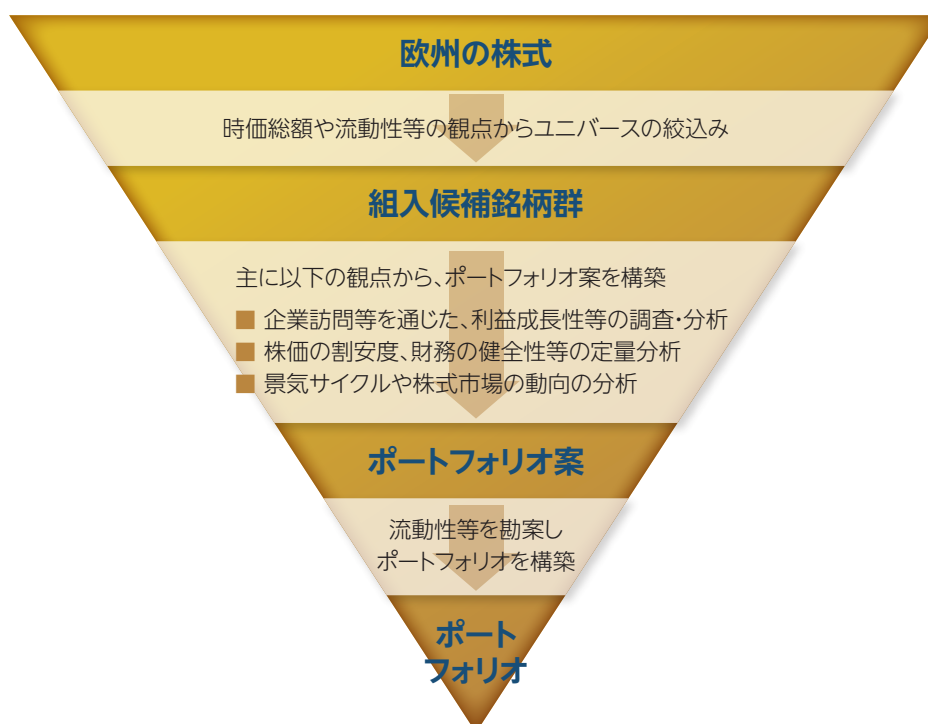 欧州の株式
時価総額や流動性等の観点からユニバースの絞込み
組入候補銘柄群
主に以下の観点から、ポートフォリオ案を構築
■ 企業訪問等を通じた、利益成長性等の調査・分析
■ 株価の割安度、財務の健全性等の定量分析
■ 景気サイクルや株式市場の動向の分析
ポートフォリオ案
流動性等を勘案し
ポートフォリオを構築
ポート
フォリオ